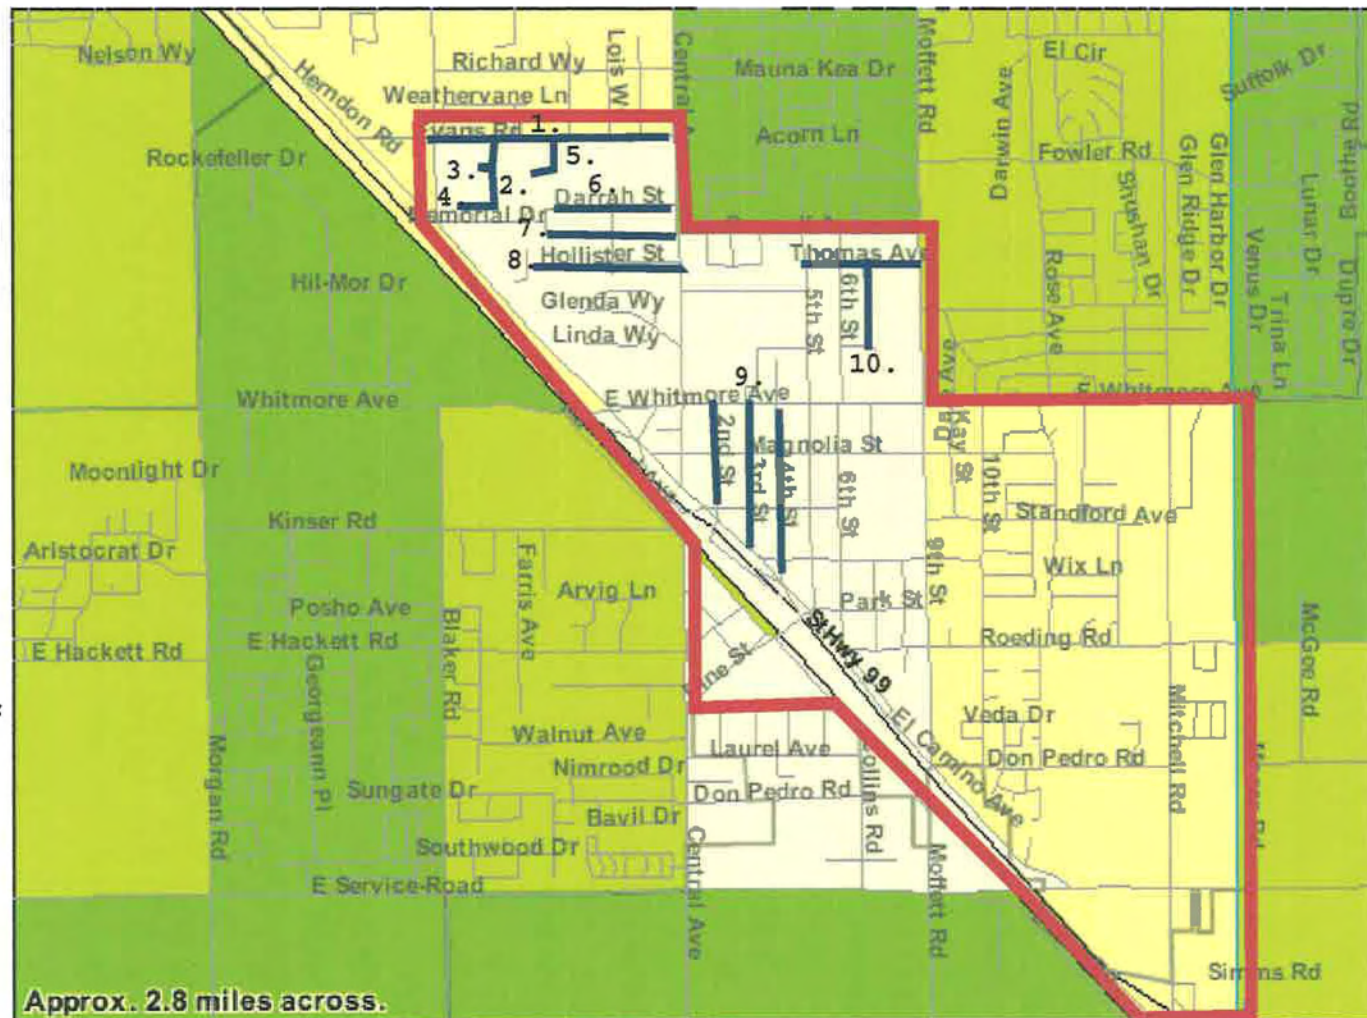 Nelson Wy
Herndon Rd
Richard Wy
Lois W
Central A
Mauna Kea Dr
Moffett Rd
Darwin Ave
El Cir
Suffolk Dr
Boothe Rd
Weathervane Ln
Evans Rd
1.
Acorn Ln
Fowler Rd
Shushan Dr
Glen Ridge Dr
Glen Harbor Dr
Lunar Dr
Rockefeller Dr
3.
2.
5.
6.
4.
Memorial Dr
Darrah St
7.
8
Hollister St
Thomas Ave
Rose Ave
Venus Dr
Trina Ln
Dupre Dr
Hil-Mor Dr
Glenda Wy
Linda Wy
5th St
6th St
10.
9.
Whitmore Ave
E Whitmore Ave
E Whitmore Ave
Moonlight Dr
2nd St
3rd St
4th St
Magnolia St
6th St
Kay St
10th St
Kinser Rd
Standford Ave
Aristocrat Dr
Farris Ave
Arvig Ln
9th St
Wix Ln
Posho Ave
Park St
E Hackett Rd
E Hackett Rd
Blaker Rd
Georgeann Pl
St Hwy 99
Roeding Rd
McGee Rd
Walnut Ave
Laurel Ave
Veda Dr
Mitchell Rd
Morgan Rd
Nimrood Dr
Don Pedro Rd
El Camino Ave
Don Pedro Rd
Sungate Dr
Bavil Dr
Collins Rd
Southwood Dr
E Service-Road
Central Ave
Moffett Rd
Simms Rd
Approx. 2.8 miles across.